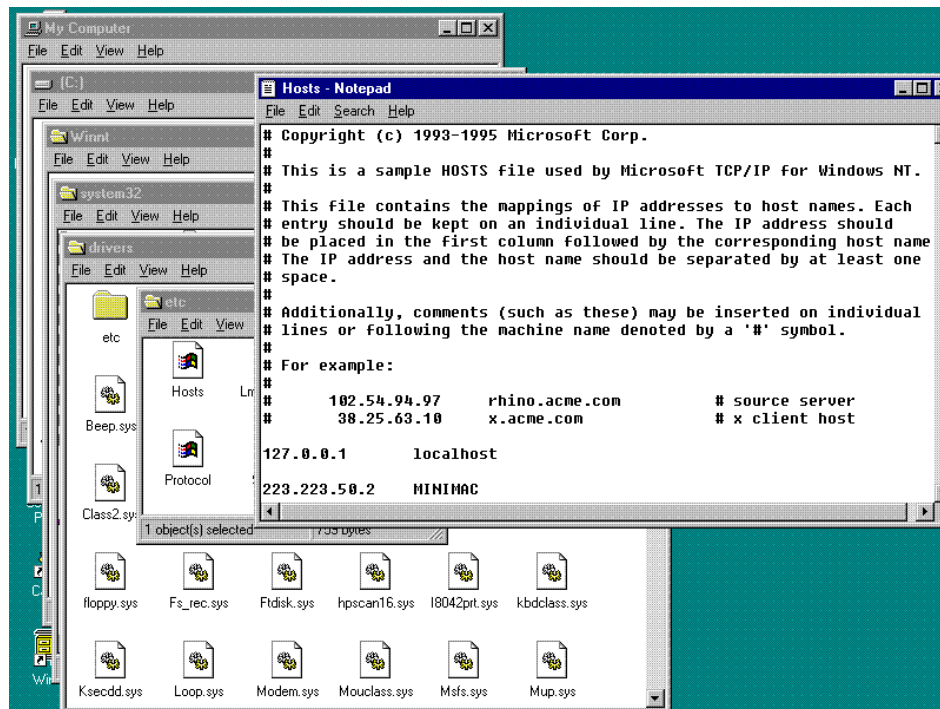 My Computer
File Edit View Help
(C:)
File Edit View Help
Winnt
File Edit View Help
system32
File Edit View Help
drivers
File Edit View Help
etc
Beep.sys
etc
File Edit View
Hosts
Protocol
1 object(s) selected
bytes
Hosts - Notepad
File Edit Search Help
# Copyright (c) 1993-1995 Microsoft Corp.
#
# This is a sample HOSTS file used by Microsoft TCP/IP for Windows NT.
#
# This file contains the mappings of IP addresses to host names. Each
# entry should be kept on an individual line. The IP address should
# be placed in the first column followed by the corresponding host name
# The IP address and the host name should be separated by at least one
# space.
#
# Additionally, comments (such as these) may be inserted on individual
# lines or following the machine name denoted by a '#' symbol.
#
# For example:
#
# 102.54.94.97 rhino.acme.com # source server
# 38.25.63.10 x.acme.com # x client host
127.0.0.1 localhost
223.223.50.2 MINIMAC
floppy.sys Fs_rec.sys Ftdisk.sys hpscan16.sys I8042prt.sys kbdclass.sys
Ksecdd.sys Loop.sys Modem.sys Mouclass.sys Msfs.sys Mup.sys